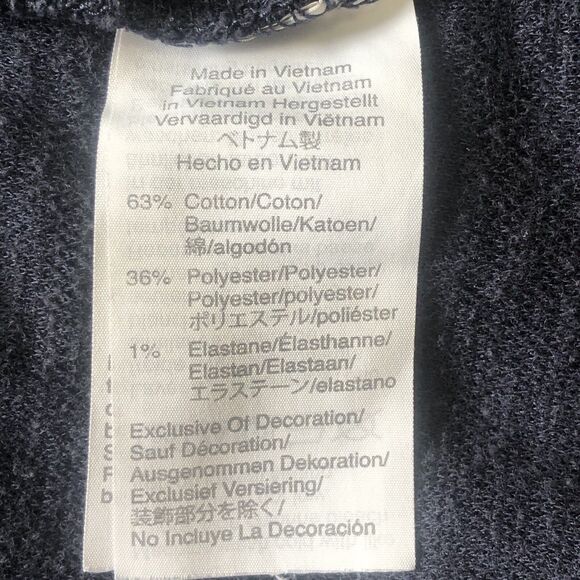 Made in Vietnam
Fabriqué au Vietnam
in Vietnam Hergestellt
Vervaardigd in Viëtnam
ベトナム製
Hecho en Vietnam
63% Cotton/Coton/
Baumwolle/Katoen/
綿/algodón
36% Polyester/Polyester/
Polyester/polyester/
ポリエステル/poliéster
1% Elastane/Élasthanne/
Elastan/Elastaan/
エラステーン/elastano
Exclusive Of Decoration/
Sauf Décoration/
Ausgenommen Dekoration/
Exclusief Versiering/
装飾部分を除く/
No Incluye La Decoración